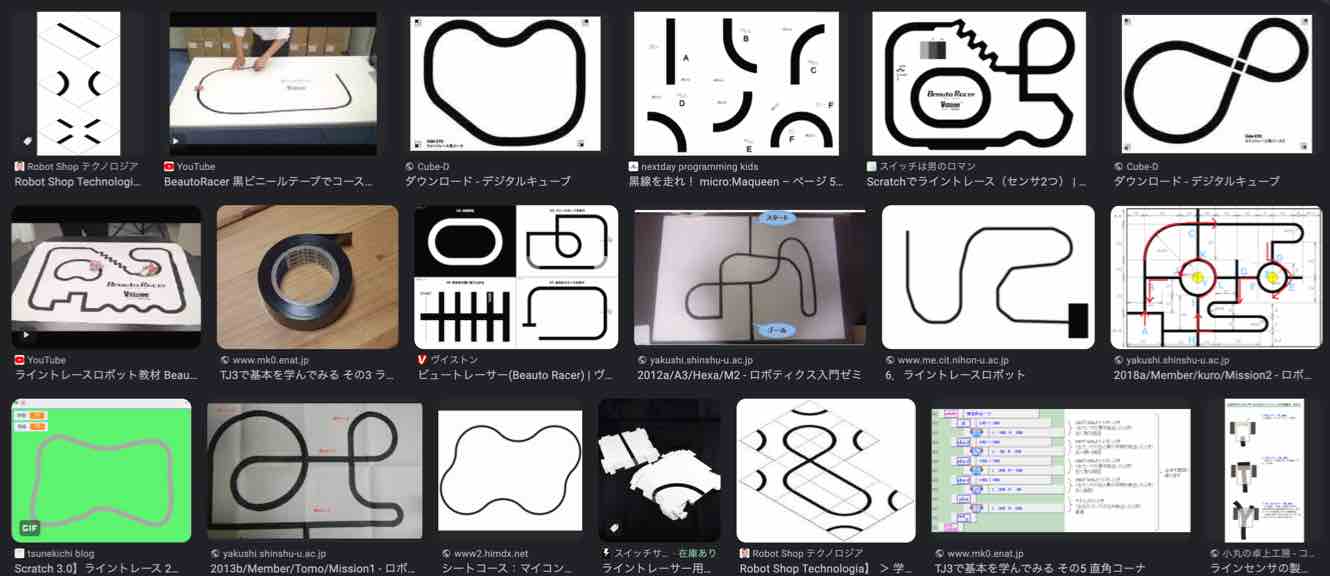 Robot Shop テクノロジア
Robot Shop Technologi...
YouTube
BeautoRacer 黒ビニールテープでコース...
Cube-D
ダウンロード - デジタルキューブ
A
B
C
D
E
F
F
nextday programming kids
黒線を走れ！ micro:Maqueen – ページ 5...
Beauto Racer
Vstone
スイッチは男のロマン
Scratchでライントレース（センサ2つ） | ...
Cube-D
ダウンロード - デジタルキューブ
Beauto Racer
YouTube
ライントレースロボット教材 Beau...
www.mk0.enat.jp
TJ3で基本を学んでみる その3 ラ...
ヴイストン
ビュートレーサー(Beauto Racer) | ヴ...
スタート
ゴール
yakushi.shinshu-u.ac.jp
2012a/A3/Hexa/M2 - ロボティクス入門ゼミ
www.me.cit.nihon-u.ac.jp
6，ライントレースロボット
yakushi.shinshu-u.ac.jp
2018a/Member/kuro/Mission2 - ロボ...
GIF
tsunekichi blog
Scratch 3.0】ライントレース 2...
yakushi.shinshu-u.ac.jp
2013b/Member/Tomo/Mission1 - ロボ...
www2.himdx.net
シートコース：マイコン...
スイッチサ... · 在庫あり
ライントレーサー用...
Robot Shop テクノロジア
Robot Shop Technologia】 ＞ 学...
www.mk0.enat.jp
TJ3で基本を学んでみる その5 直角コーナ
小丸の卓上工房 - コ...
ラインセンサの製...